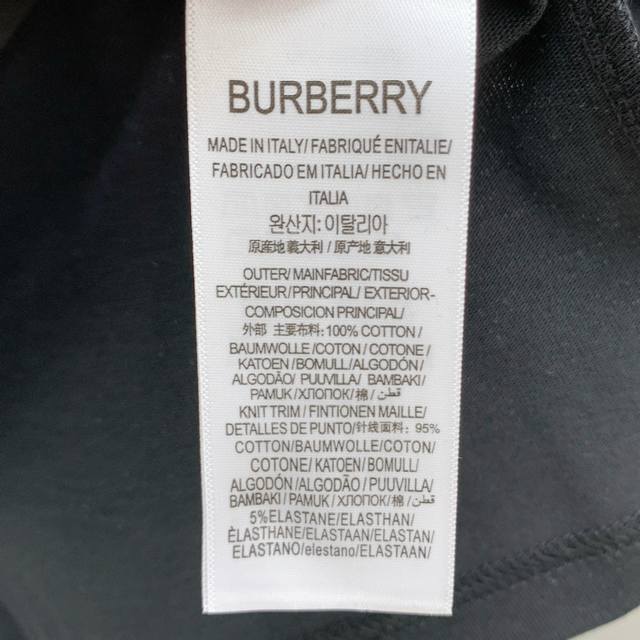 BURBERRY
MADE IN ITALY/ FABRIQUÉ ENITALIE/
FABRICADO EM ITALIA/ HECHO EN
ITALIA
완산지: 이탈리아
原産地義大利 / 原产地 意大利
OUTER/ MAINFABRIC/TISSU
EXTÉRIEUR/PRINCIPAL/ EXTERIOR-
COMPOSICION PRINCIPAL/
外部 主要布料: 100% COTTON /
BAUMWOLLE /COTON / COTONE /
KATOEN / BOMULL/ ALGODÓN/
ALGODÃO/ PUUVILLA/ BAMBAKI/
PAMUK /ХЛОПОК/ 棉/ قطن /
KNIT TRIM / FINTIONEN MAILLE/
DETALLES DE PUNTO/针线面料: 95%
COTTON/BAUMWOLLE/COTON/
COTONE/ KATOEN/ BOMULL/
ALGODÓN / ALGODÃO / PUUVILLA/
BAMBAKI / PAMUK / ХЛОПОК/ 棉/ قطن/
5%ELASTANE/ELASTHAN/
ÈLASTHANE/ELASTAAN/ ELASTAN/
ELASTANO/elestano/ELASTAAN/